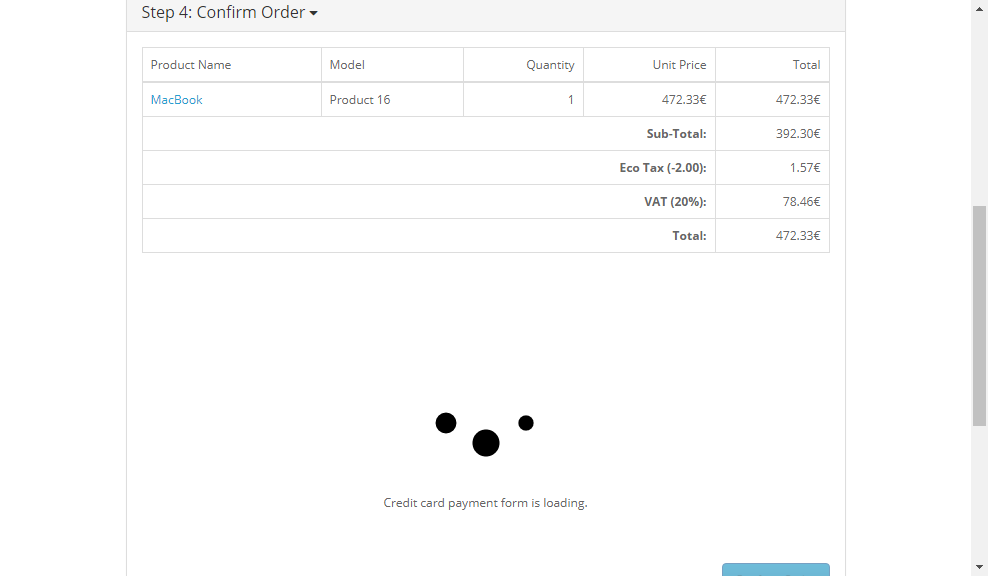 Step 4: Confirm Order
Product Name Model Quantity Unit Price Total
MacBook Product 16 1 472.33€ 472.33€
Sub-Total: 392.30€
Eco Tax (-2.00): 1.57€
VAT (20%): 78.46€
Total: 472.33€
Credit card payment form is loading.